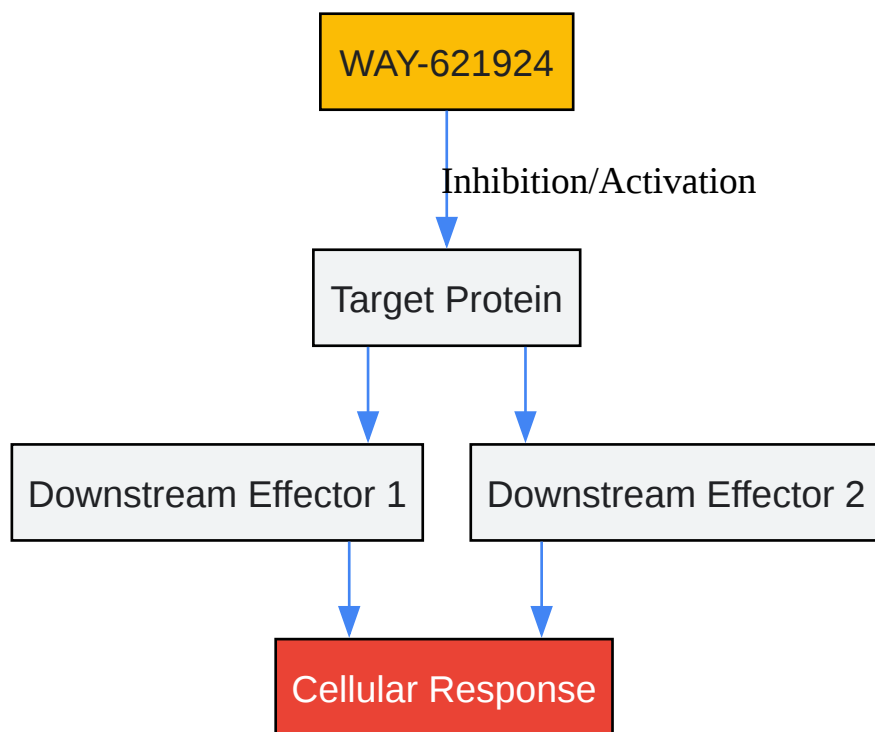 WAY-621924
Inhibition/Activation
Target Protein
Downstream Effector 1
Downstream Effector 2
Cellular Response